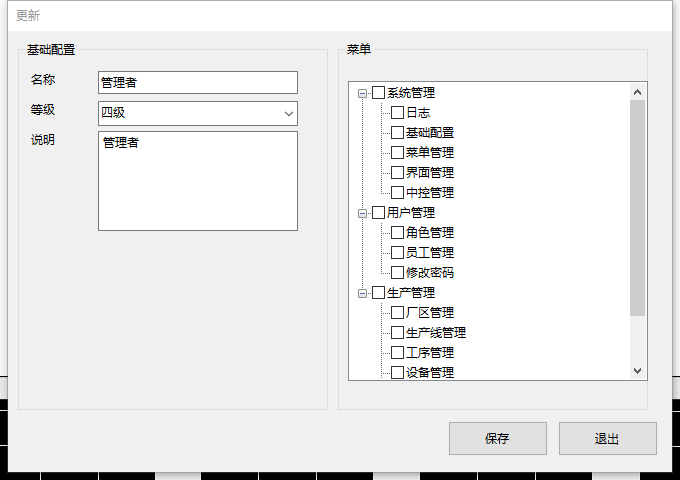 更新
基础配置
名称
管理者
等级
四级
说明
管理者
菜单
系统管理
日志
基础配置
菜单管理
界面管理
中控管理
用户管理
角色管理
员工管理
修改密码
生产管理
厂区管理
生产线管理
工序管理
设备管理
保存
退出